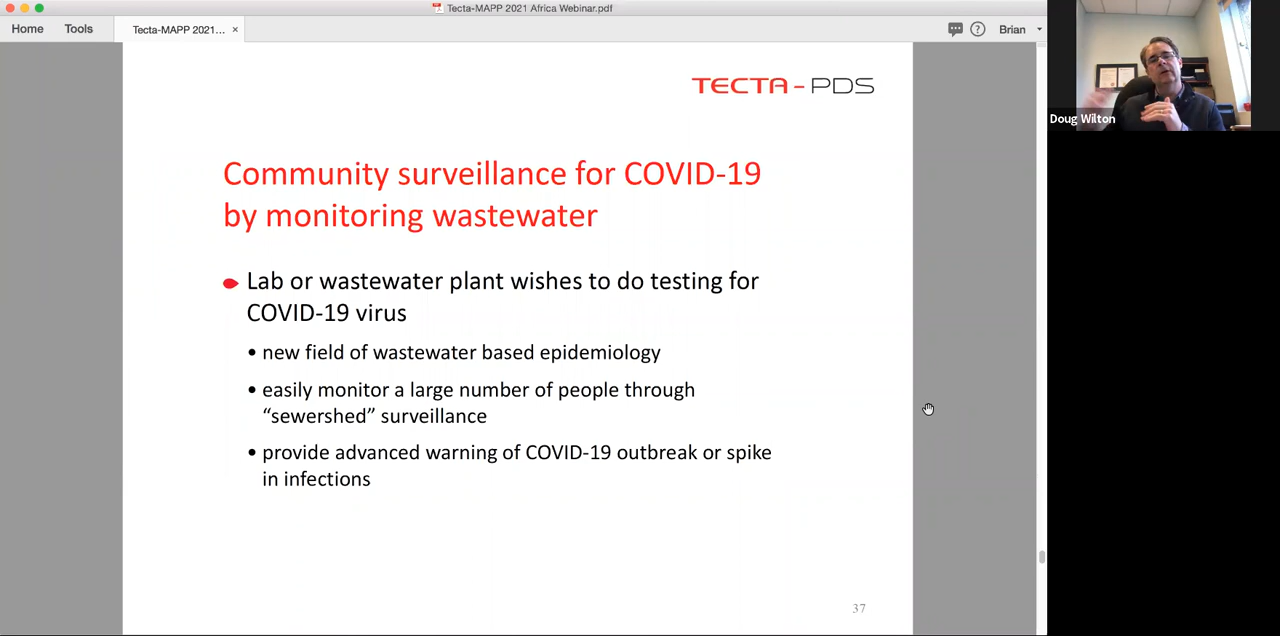 Tecta-MAPP 2021 Africa Webinar.pdf
Home Tools Tecta-MAPP 2021... × ? Brian
TECTA-PDS
Community surveillance for COVID-19
by monitoring wastewater
Lab or wastewater plant wishes to do testing for
COVID-19 virus
• new field of wastewater based epidemiology
• easily monitor a large number of people through
“sewershed” surveillance
• provide advanced warning of COVID-19 outbreak or spike
in infections
37
Doug Wilton